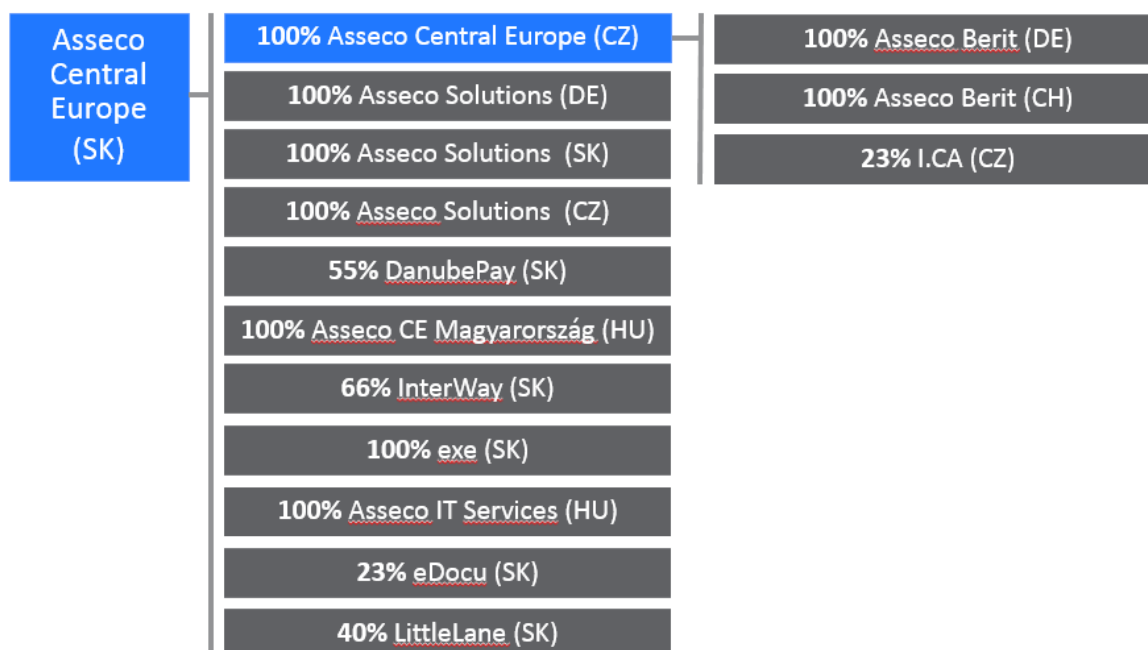 Asseco
Central
Europe
(SK)
100% Asseco Central Europe (CZ)
100% Asseco Solutions (DE)
100% Asseco Solutions (SK)
100% Asseco Solutions (CZ)
55% DanubePay (SK)
100% Asseco CE Magyarország (HU)
66% InterWay (SK)
100% exe (SK)
100% Asseco IT Services (HU)
23% eDocu (SK)
40% LittleLane (SK)
100% Asseco Berit (DE)
100% Asseco Berit (CH)
23% I.CA (CZ)